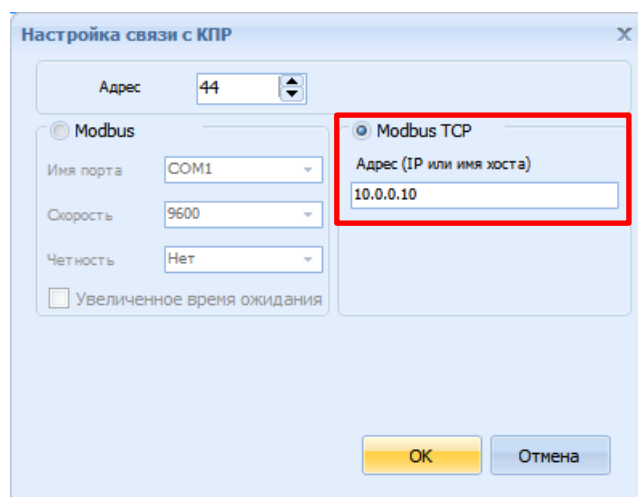 Настройка связи с КПР
Адрес 44
Modbus
Имя порта COM1
Скорость 9600
Четность Нет
Увеличенное время ожидания
Modbus TCP
Адрес (IP или имя хоста)
10.0.0.10
OK Отмена